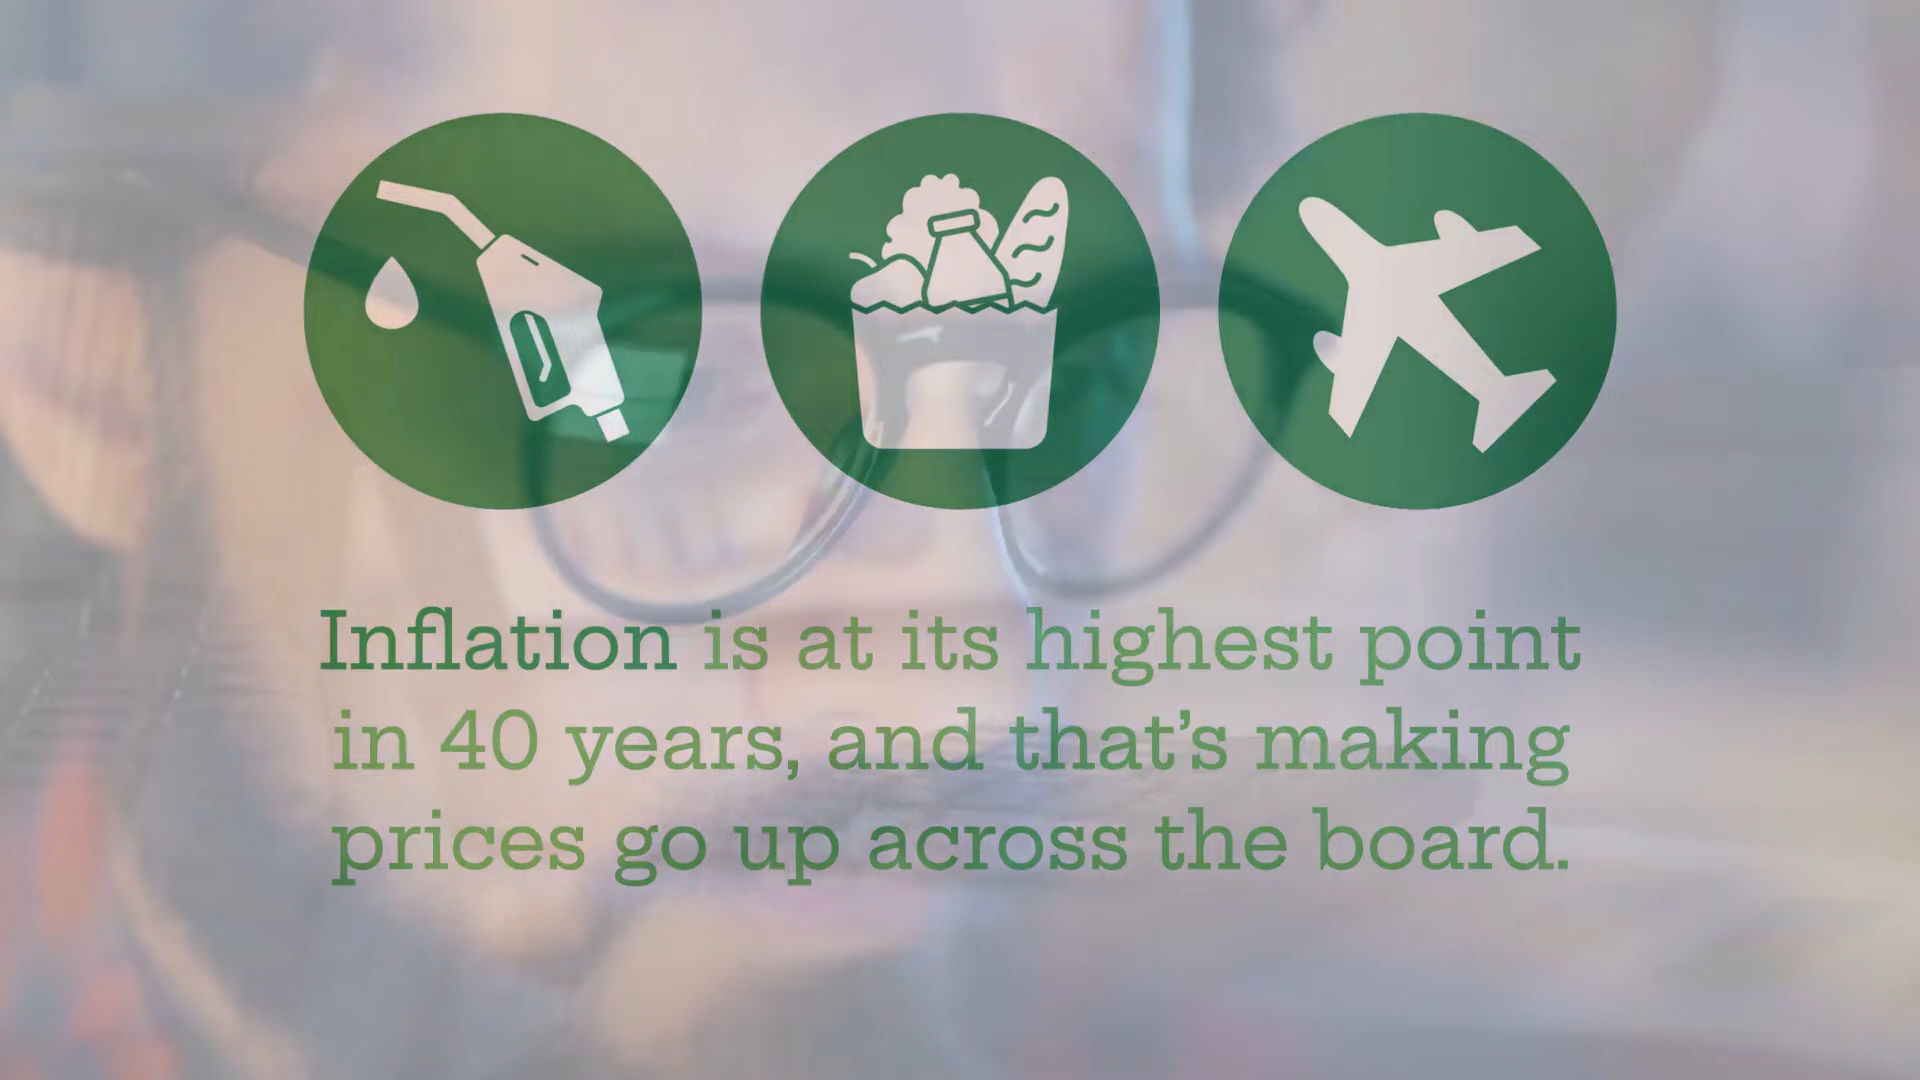 Inflation is at its highest point
in 40 years, and that’s making
prices go up across the board.